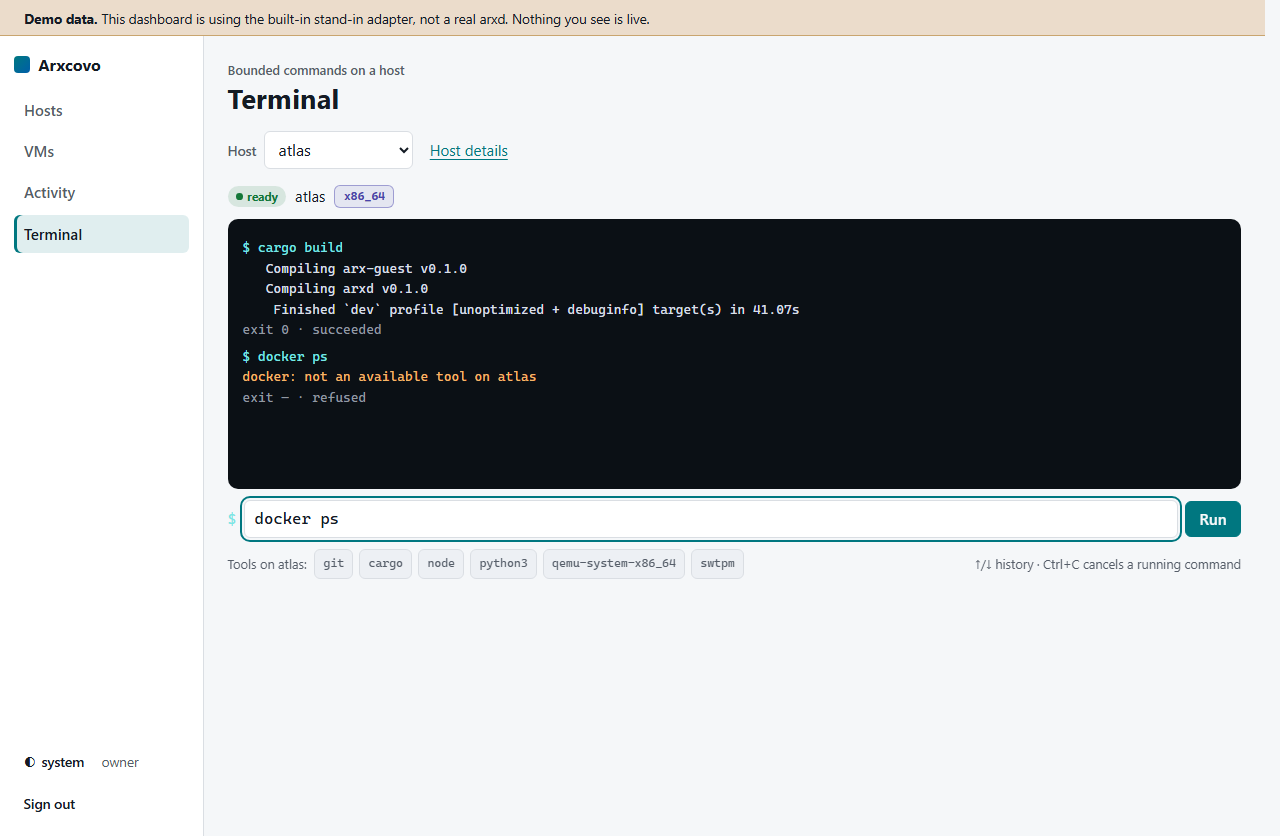 Demo data. This dashboard is using the built-in stand-in adapter, not a real arxd. Nothing you see is live.
Arxcovo
Hosts
VMs
Activity
Terminal
◐ system owner
Sign out
Bounded commands on a host
Terminal
Host atlas Host details
ready atlas x86_64
$ cargo build
   Compiling arx-guest v0.1.0
   Compiling arxd v0.1.0
    Finished `dev` profile [unoptimized + debuginfo] target(s) in 41.07s
exit 0 · succeeded
$ docker ps
docker: not an available tool on atlas
exit — · refused
$ docker ps Run
Tools on atlas: git cargo node python3 qemu-system-x86_64 swtpm ↑/↓ history · Ctrl+C cancels a running command